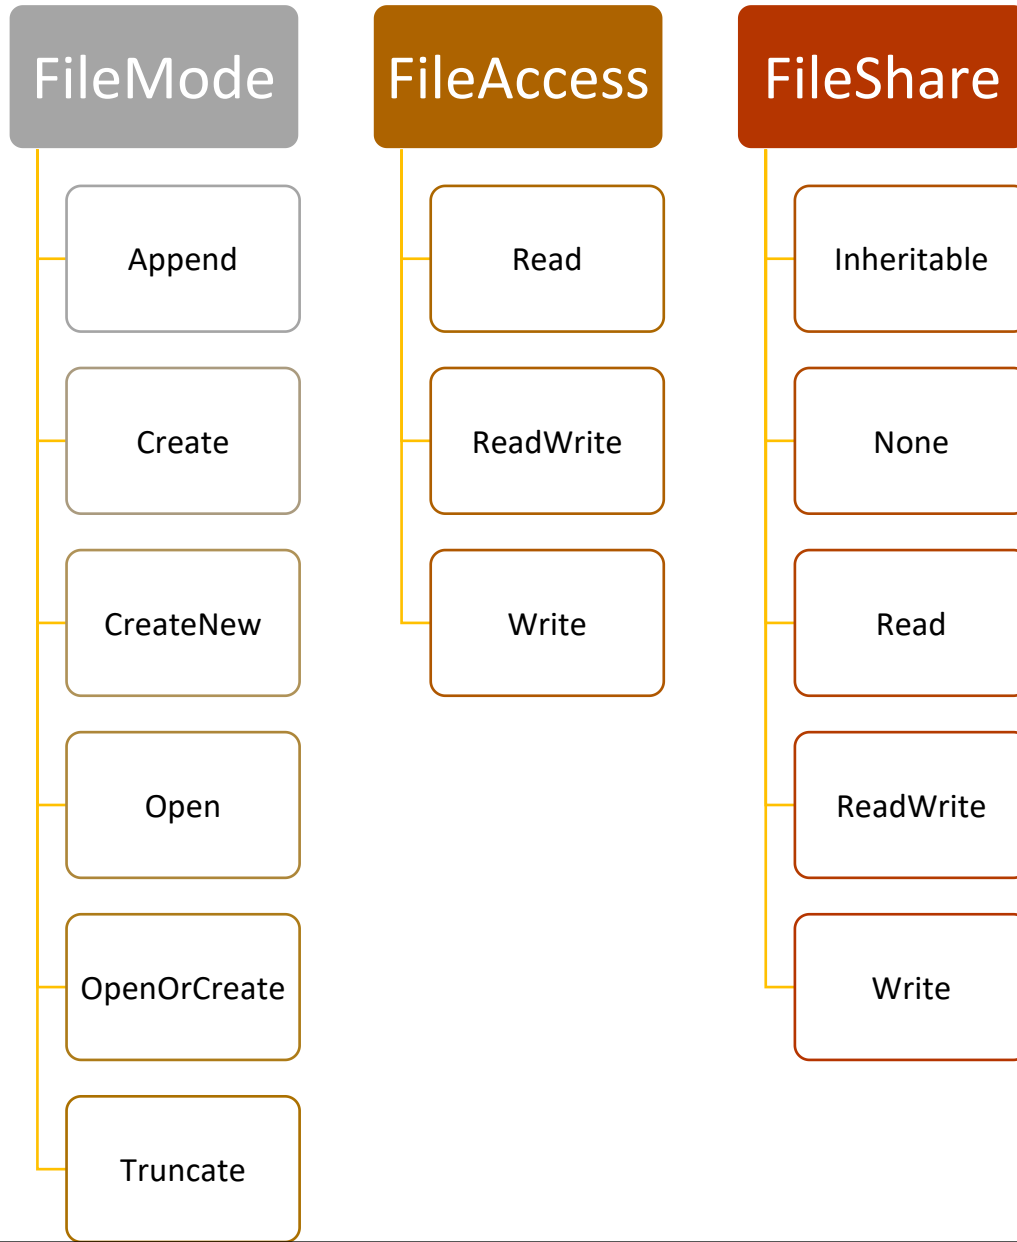 FileMode
Append
Create
CreateNew
Open
OpenOrCreate
Truncate
FileAccess
Read
ReadWrite
Write
FileShare
Inheritable
None
Read
ReadWrite
Write